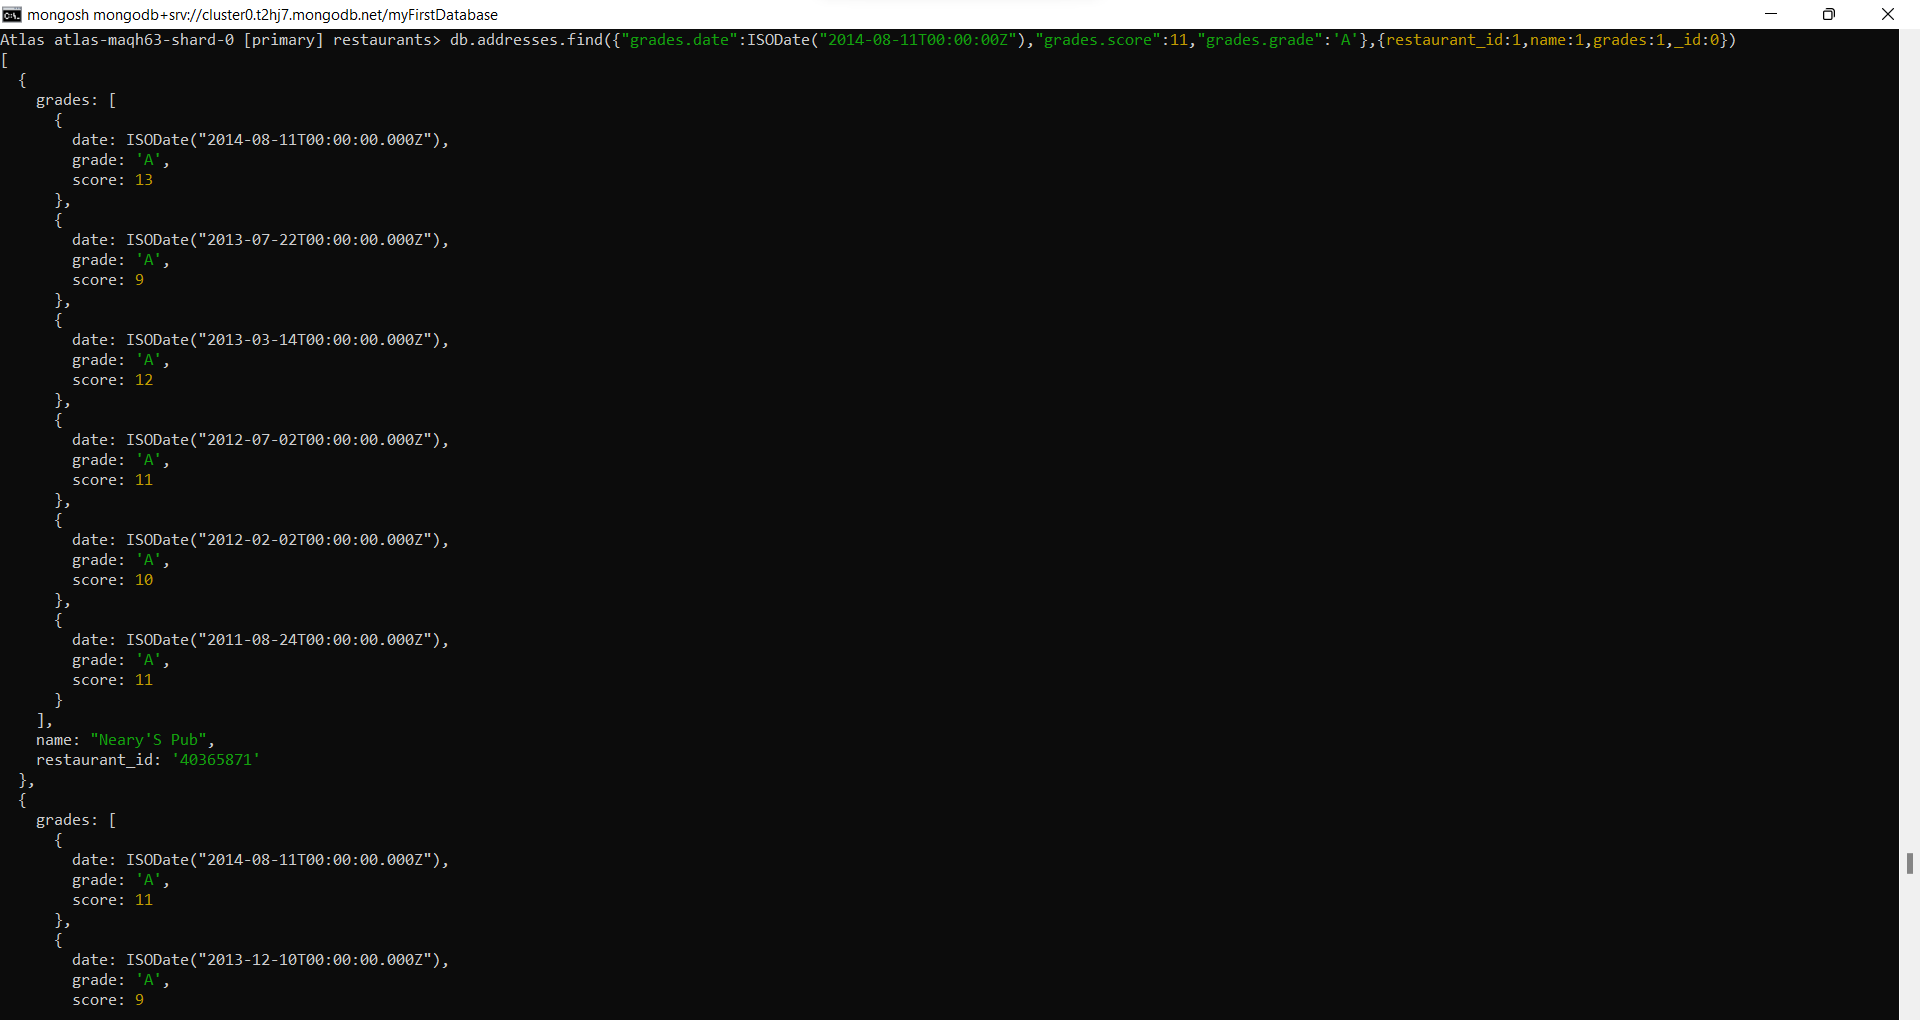 mongosh mongodb+srv://cluster0.t2hj7.mongodb.net/myFirstDatabase
Atlas atlas-maqh63-shard-0 [primary] restaurants> db.addresses.find({"grades.date":ISODate("2014-08-11T00:00:00Z"),"grades.score":11,"grades.grade":'A'},{restaurant_id:1,name:1,grades:1,_id:0})
[
  {
    grades: [
      {
        date: ISODate("2014-08-11T00:00:00.000Z"),
        grade: 'A',
        score: 13
      },
      {
        date: ISODate("2013-07-22T00:00:00.000Z"),
        grade: 'A',
        score: 9
      },
      {
        date: ISODate("2013-03-14T00:00:00.000Z"),
        grade: 'A',
        score: 12
      },
      {
        date: ISODate("2012-07-02T00:00:00.000Z"),
        grade: 'A',
        score: 11
      },
      {
        date: ISODate("2012-02-02T00:00:00.000Z"),
        grade: 'A',
        score: 10
      },
      {
        date: ISODate("2011-08-24T00:00:00.000Z"),
        grade: 'A',
        score: 11
      }
    ],
    name: "Neary'S Pub",
    restaurant_id: '40365871'
  },
  {
    grades: [
      {
        date: ISODate("2014-08-11T00:00:00.000Z"),
        grade: 'A',
        score: 11
      },
      {
        date: ISODate("2013-12-10T00:00:00.000Z"),
        grade: 'A',
        score: 9